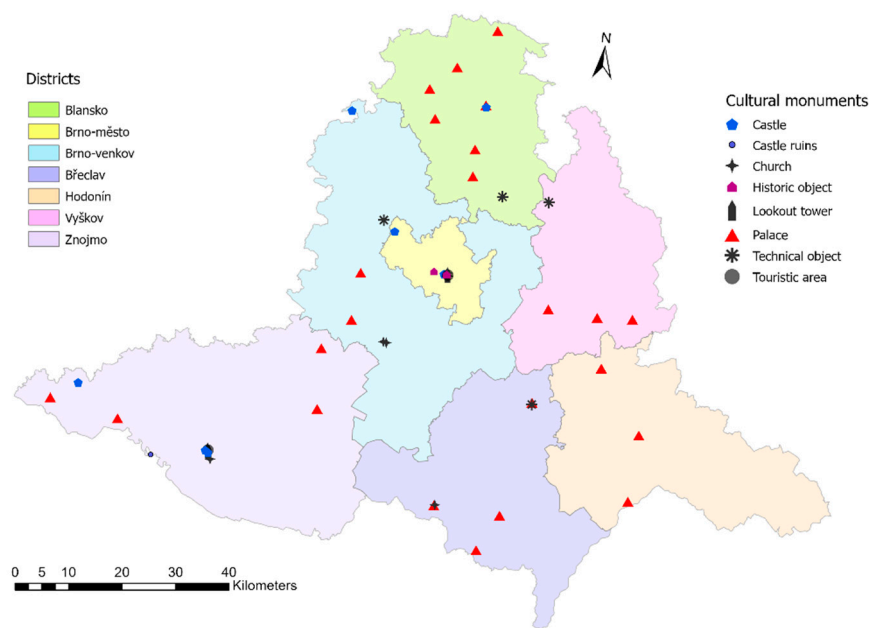 N
Districts
Blansko
Brno-město
Brno-venkov
Břeclav
Hodonín
Vyškov
Znojmo
Cultural monuments
Castle
Castle ruins
Church
Historic object
Lookout tower
Palace
Technical object
Touristic area
0 5 10 20 30 40
Kilometers